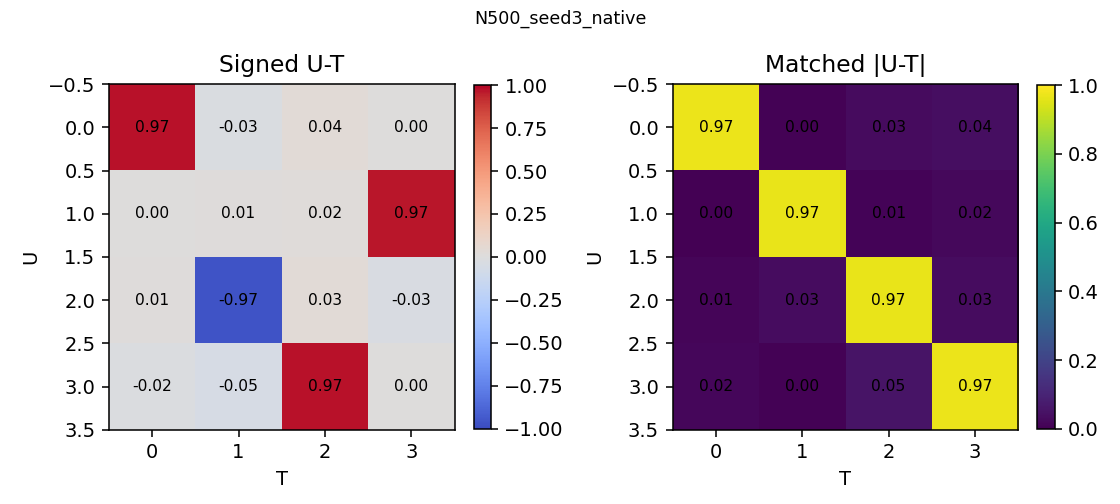 N500_seed3_native
Signed U-T
−0.5
0.0
0.5
1.0
1.5
2.0
2.5
3.0
3.5
U
0.97 -0.03 0.04 0.00
0.00 0.01 0.02 0.97
0.01 -0.97 0.03 -0.03
-0.02 -0.05 0.97 0.00
0 1 2 3
T
1.00
0.75
0.50
0.25
0.00
−0.25
−0.50
−0.75
−1.00
Matched |U-T|
−0.5
0.0
0.5
1.0
1.5
2.0
2.5
3.0
3.5
U
0.97 0.00 0.03 0.04
0.00 0.97 0.01 0.02
0.01 0.03 0.97 0.03
0.02 0.00 0.05 0.97
0 1 2 3
T
1.0
0.8
0.6
0.4
0.2
0.0